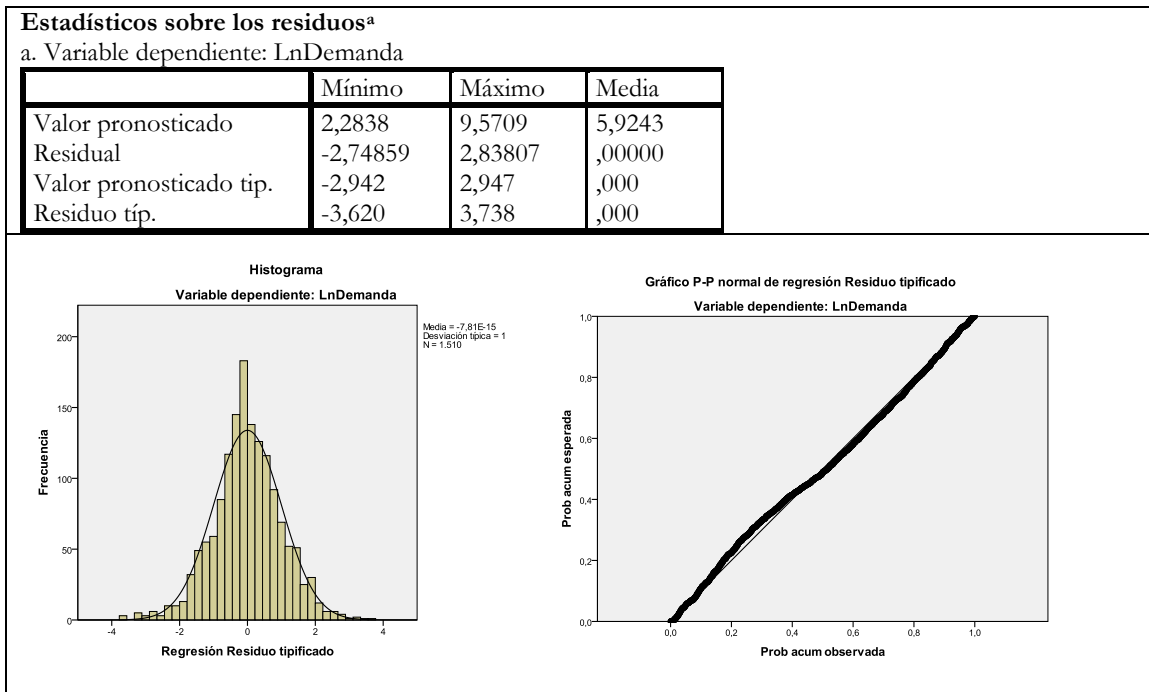 Estadísticos sobre los residuosᵃ
a. Variable dependiente: LnDemanda
Mínimo Máximo Media
Valor pronosticado 2,2838 9,5709 5,9243
Residual -2,74859 2,83807 ,00000
Valor pronosticado tip. -2,942 2,947 ,000
Residuo típ. -3,620 3,738 ,000
Histograma
Variable dependiente: LnDemanda
Media = -7,81E-15
Desviación típica = 1
N = 1.510
200
150
100
50
0
Frecuencia
-4 -2 0 2 4
Regresión Residuo tipificado
Gráfico P-P normal de regresión Residuo tipificado
Variable dependiente: LnDemanda
1,0
0,8
0,6
0,4
0,2
0,0
Prob acum esperada
0,0 0,2 0,4 0,6 0,8 1,0
Prob acum observada